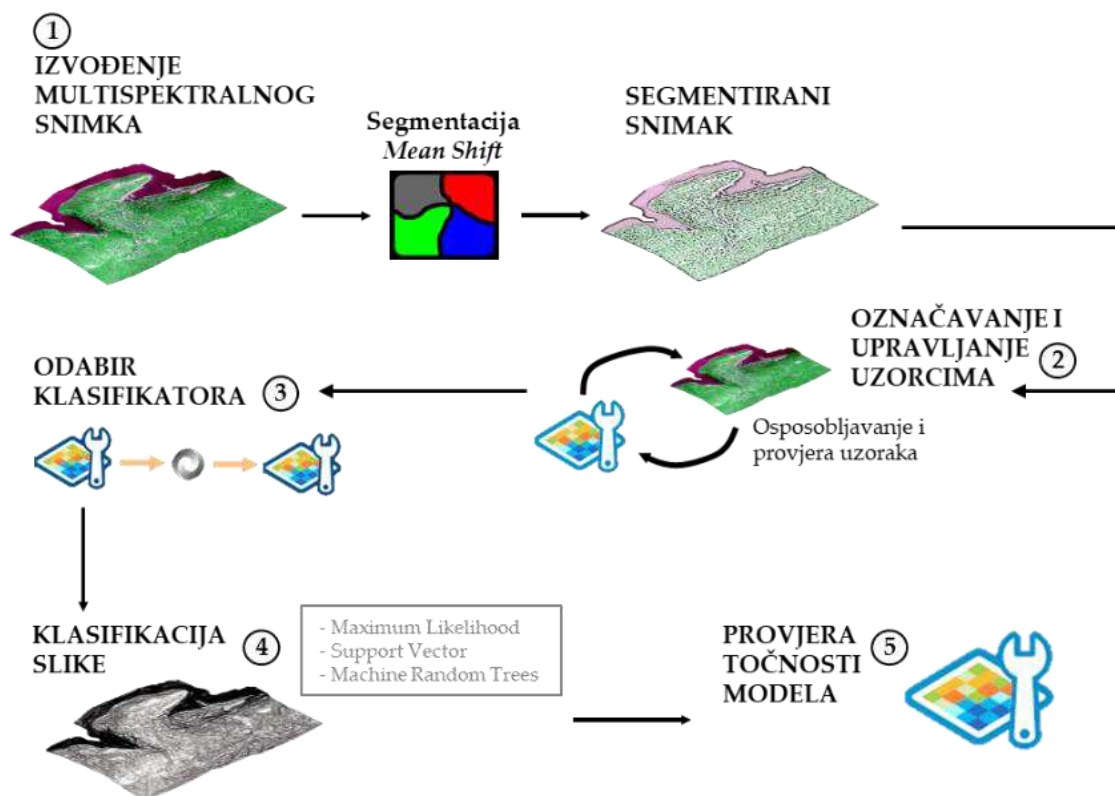 1
IZVOĐENJE
MULTISPEKTRALNOG
SNIMKA
Segmentacija
Mean Shift
SEGMENTIRANI
SNIMAK
OZNAČAVANJE I
UPRAVLJANJE
UZORCIMA
2
Osposobljavanje i
provjera uzoraka
ODABIR
KLASIFIKATORA
3
KLASIFIKACIJA
SLIKE
4
- Maximum Likelihood
- Support Vector
- Machine Random Trees
PROVJERA
TOČNOSTI
MODELA
5